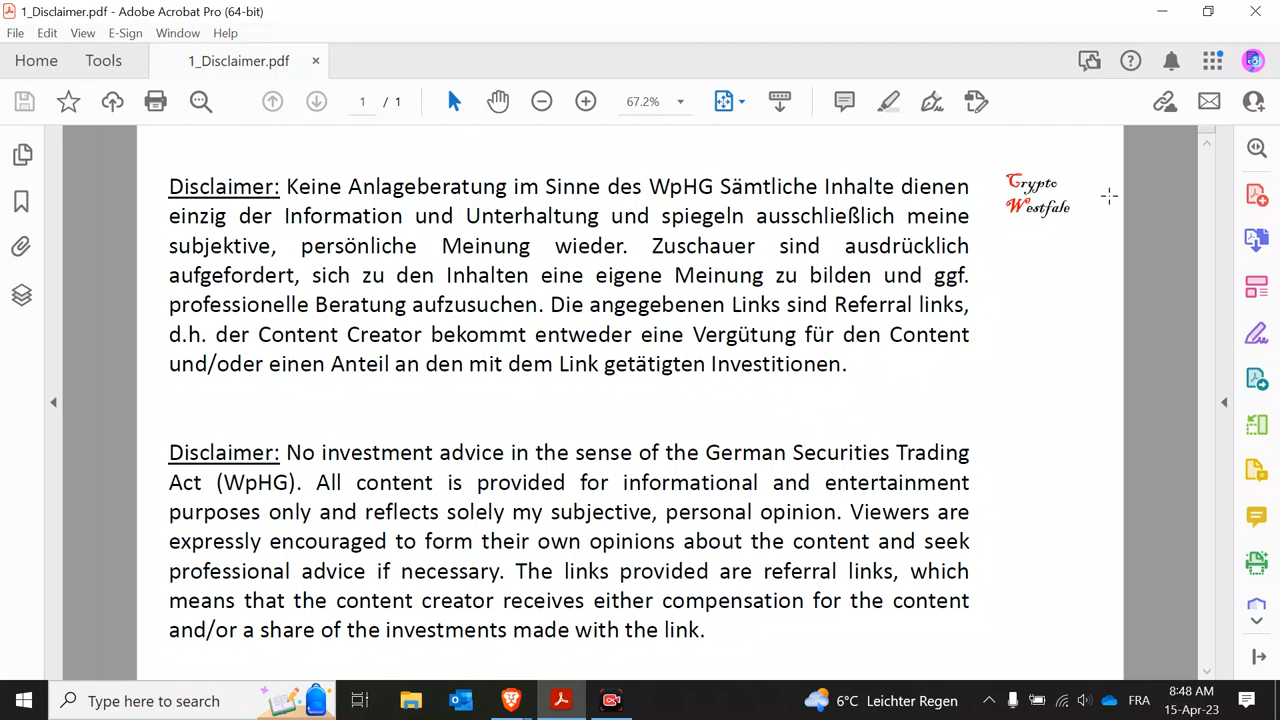 1_Disclaimer.pdf - Adobe Acrobat Pro (64-bit)
File Edit View E-Sign Window Help
Home Tools 1_Disclaimer.pdf ×
1 / 1 67.2%
Disclaimer: Keine Anlageberatung im Sinne des WpHG Sämtliche Inhalte dienen
einzig der Information und Unterhaltung und spiegeln ausschließlich meine
subjektive, persönliche Meinung wieder. Zuschauer sind ausdrücklich
aufgefordert, sich zu den Inhalten eine eigene Meinung zu bilden und ggf.
professionelle Beratung aufzusuchen. Die angegebenen Links sind Referral links,
d.h. der Content Creator bekommt entweder eine Vergütung für den Content
und/oder einen Anteil an den mit dem Link getätigten Investitionen.
Crypto
Westfale
Disclaimer: No investment advice in the sense of the German Securities Trading
Act (WpHG). All content is provided for informational and entertainment
purposes only and reflects solely my subjective, personal opinion. Viewers are
expressly encouraged to form their own opinions about the content and seek
professional advice if necessary. The links provided are referral links, which
means that the content creator receives either compensation for the content
and/or a share of the investments made with the link.
Type here to search
6°C Leichter Regen
FRA
8:48 AM
15-Apr-23